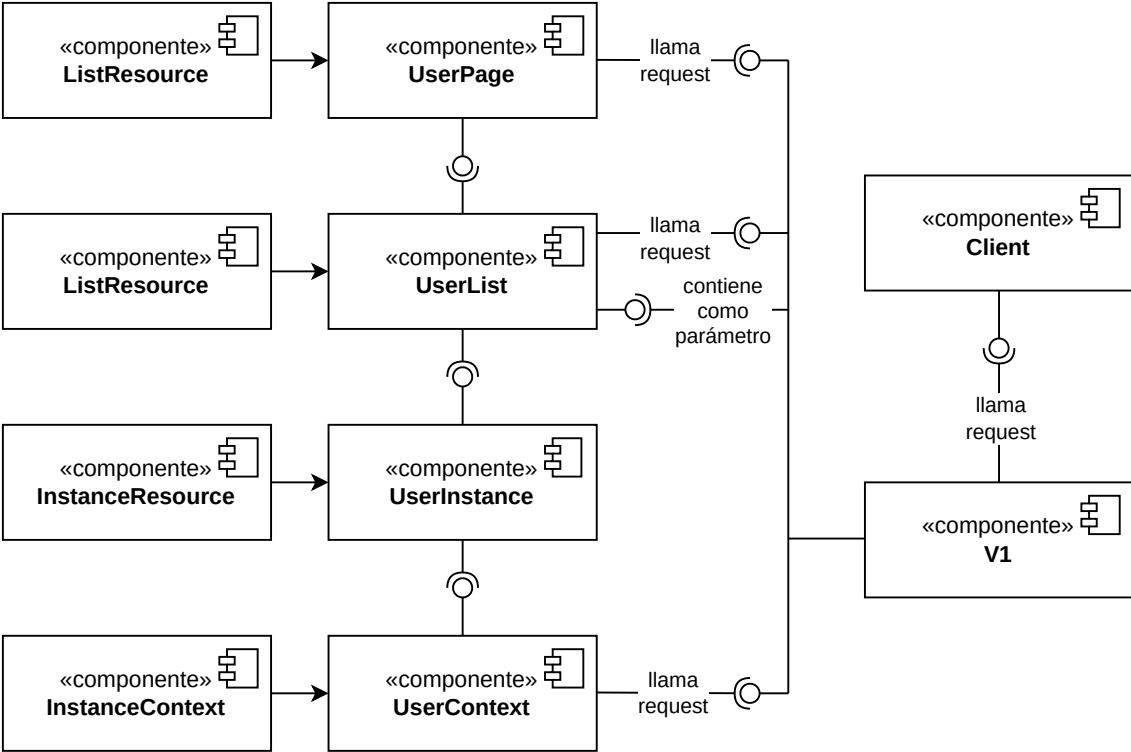 «componente»
ListResource
«componente»
UserPage
llama
request
«componente»
ListResource
«componente»
UserList
llama
request
contiene
como
parámetro
«componente»
Client
llama
request
«componente»
InstanceResource
«componente»
UserInstance
«componente»
V1
«componente»
InstanceContext
«componente»
UserContext
llama
request